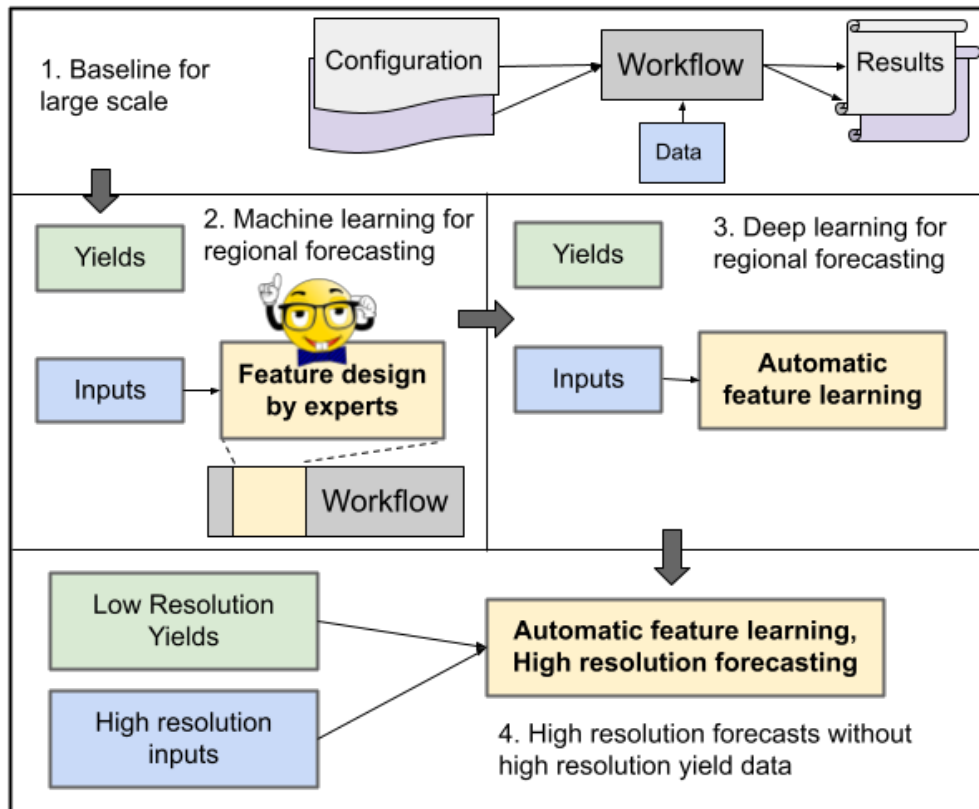 1. Baseline for
large scale
Configuration
Workflow
Results
Data
2. Machine learning for
regional forecasting
Yields
Inputs
Feature design
by experts
Workflow
3. Deep learning for
regional forecasting
Yields
Inputs
Automatic
feature learning
Low Resolution
Yields
High resolution
inputs
Automatic feature learning,
High resolution forecasting
4. High resolution forecasts without
high resolution yield data